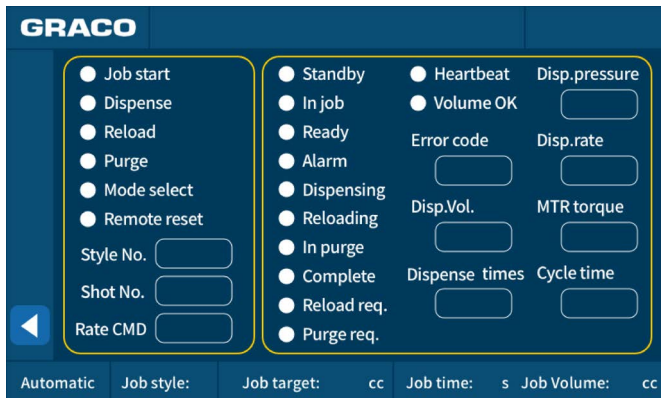 GRACO
Job start
Dispense
Reload
Purge
Mode select
Remote reset
Style No.
Shot No.
Rate CMD
Standby
In job
Ready
Alarm
Dispensing
Reloading
In purge
Complete
Reload req.
Purge req.
Heartbeat
Volume OK
Error code
Disp.Vol.
Dispense times
Disp.pressure
Disp.rate
MTR torque
Cycle time
Automatic Job style: Job target: cc Job time: s Job Volume: cc